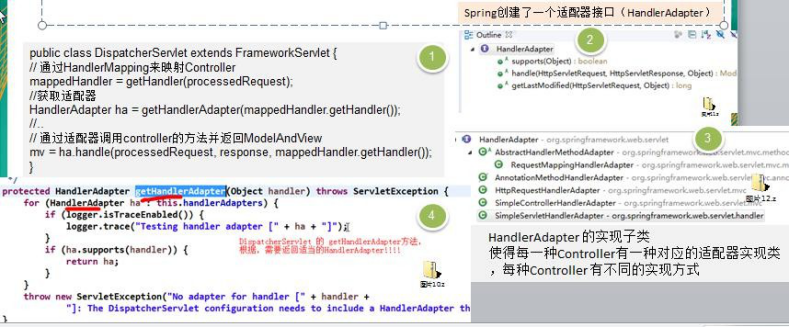 Spring创建了一个适配器接口（HandlerAdapter）
public class DispatcherServlet extends FrameworkServlet {
// 通过HandlerMapping来映射Controller
mappedHandler = getHandler(processedRequest);
//获取适配器
HandlerAdapter ha = getHandlerAdapter(mappedHandler.getHandler());
//..
// 通过适配器调用controller的方法并返回ModelAndView
mv = ha.handle(processedRequest, response, mappedHandler.getHandler());
}
1
Outline
2
HandlerAdapter
supports(Object) : boolean
handle(HttpServletRequest, HttpServletResponse, Object) : Mod
getLastModified(HttpServletRequest, Object) : long
3
HandlerAdapter - org.springframework.web.servlet
AbstractHandlerMethodAdapter - org.springframework.web.servlet.mvc.method
RequestMappingHandlerAdapter - org.springframework.web.servlet.mvc
AnnotationMethodHandlerAdapter - org.springframework.web.servlet.mvc.an
HttpRequestHandlerAdapter - org.springframework.web.servlet.mvc
SimpleControllerHandlerAdapter - org.springframework.web.servlet.mvc
SimpleServletHandlerAdapter - org.springframework.web.servlet.handler
图片12.z
HandlerAdapter 的实现子类
使得每一种Controller有一种对应的适配器实现类
，每种Controller有不同的实现方式
*/
protected HandlerAdapter getHandlerAdapter(Object handler) throws ServletException {
for (HandlerAdapter ha : this.handlerAdapters) {
if (logger.isTraceEnabled()) {
logger.trace("Testing handler adapter [" + ha + "]");
}
if (ha.supports(handler)) {
return ha;
}
}
throw new ServletException("No adapter for handler [" + handler +
"]: The DispatcherServlet configuration needs to include a HandlerAdapter th
}
4
DispatcherServlet 的 getHandlerAdapter方法，
根据，需要返回适当的HandlerAdapter!!!!
图片10.z